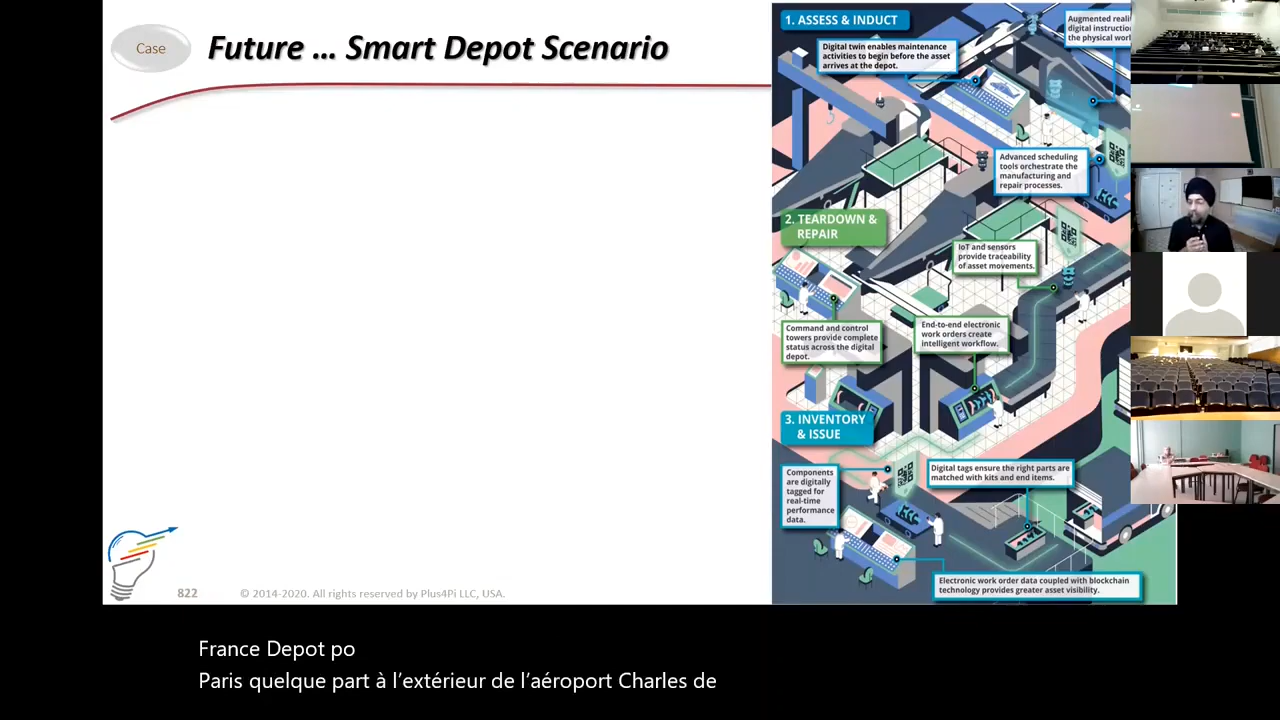 Case
Future ... Smart Depot Scenario
1. ASSESS & INDUCT
Digital twin enables maintenance
activities to begin before the asset
arrives at the depot.
Augmented
digital
the physical
Advanced scheduling
tools orchestrate the
manufacturing and
repair processes.
2. TEARDOWN &
REPAIR
IoT and sensors
provide traceability
of asset movements.
Command and control
towers provide complete
status across the digital
depot.
End-to-end electronic
work orders create
intelligent workflow.
3. INVENTORY
& ISSUE
Components
are digitally
tagged for
real-time
performance
data.
Digital tags ensure the right parts are
matched with kits and end items.
Electronic work order data coupled with blockchain
technology provides greater asset visibility.
822
© 2014-2020. All rights reserved by Plus4Pi LLC, USA.
France Depot po
Paris quelque part à l’extérieur de l’aéroport Charles de